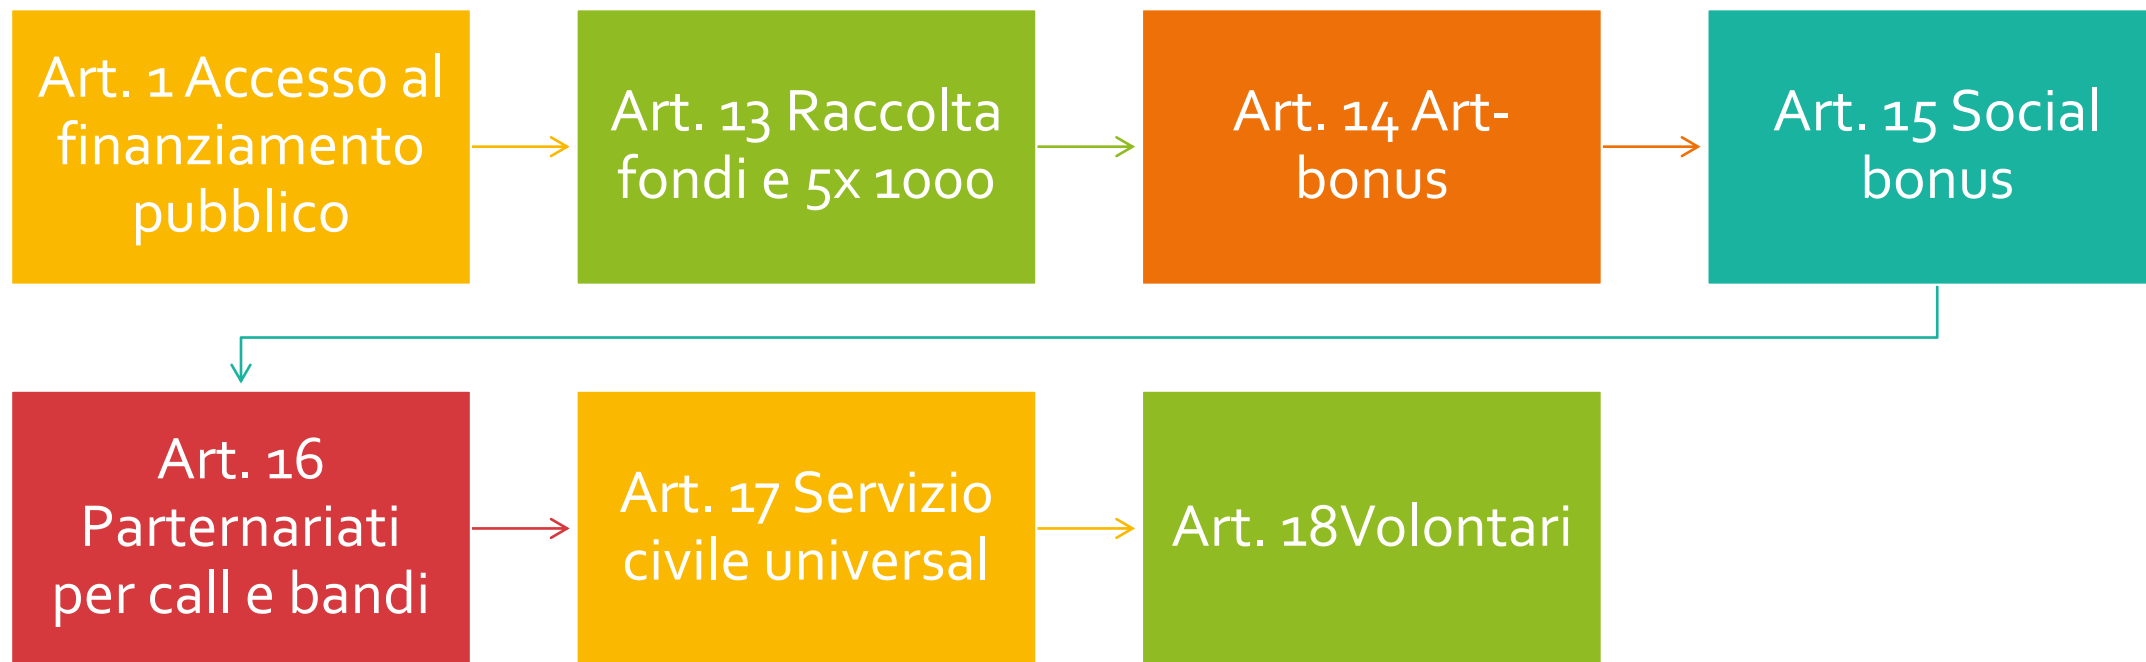 Art. 1 Accesso al
finanziamento
pubblico
Art. 13 Raccolta
fondi e 5x 1000
Art. 14 Art-
bonus
Art. 15 Social
bonus
Art. 16
Parternariati
per call e bandi
Art. 17 Servizio
civile universal
Art. 18Volontari